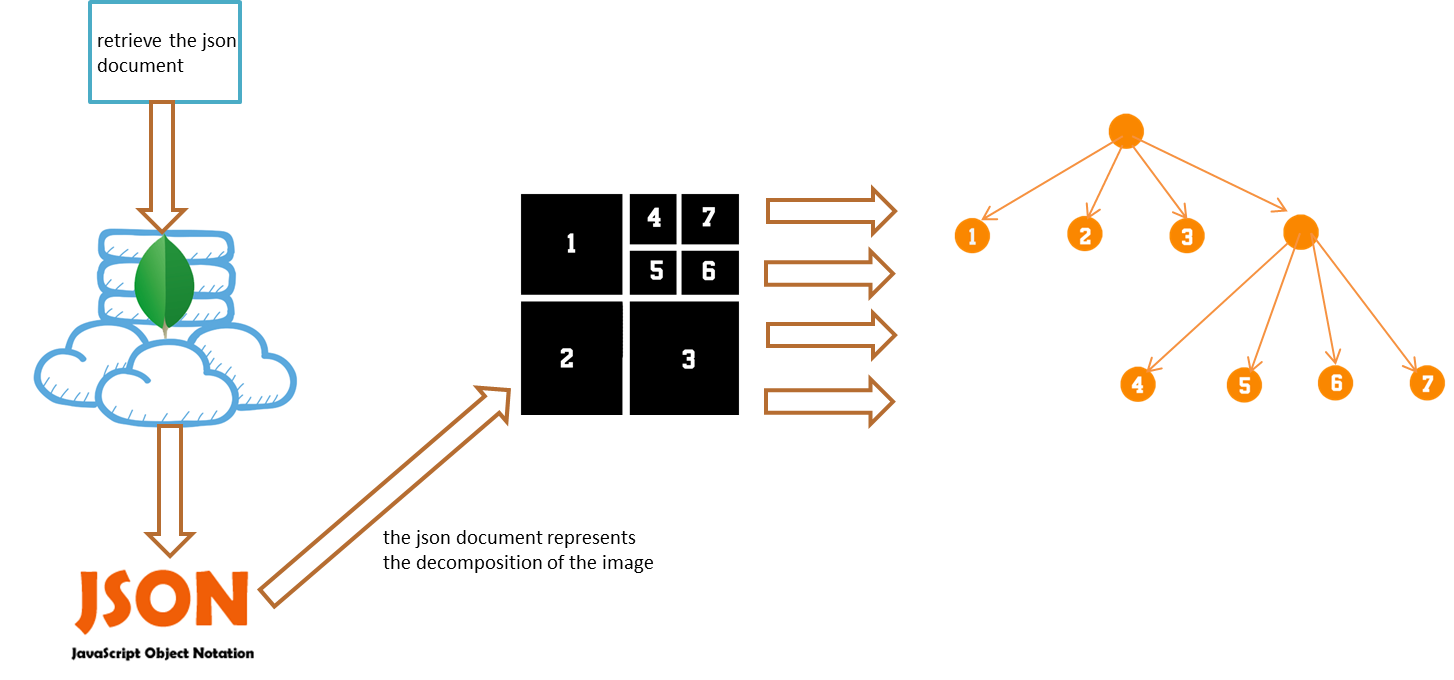 retrieve the json
document
1
4
7
5
6
2
3
1
2
3
4
5
6
7
the json document represents
the decomposition of the image
JSON
JavaScript Object Notation